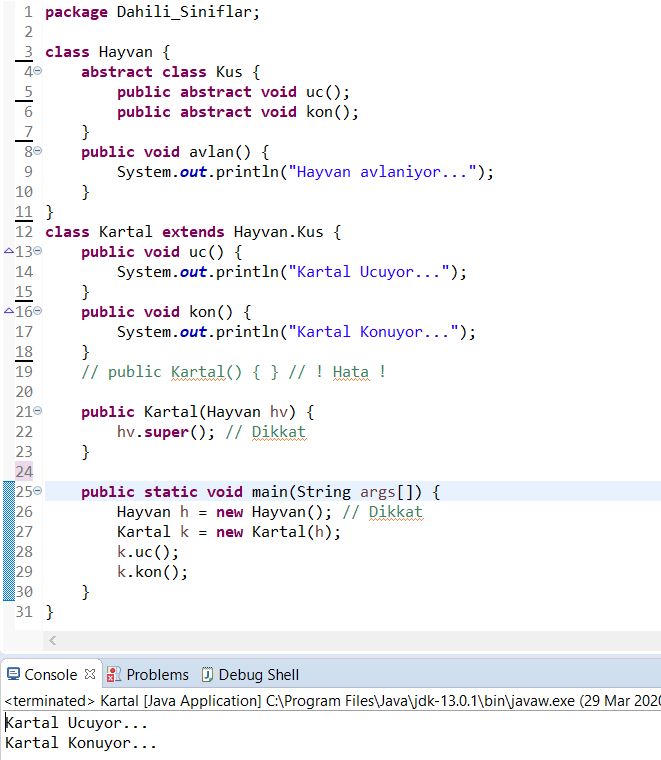 1 package Dahili_Siniflar;
2
3 class Hayvan {
4     abstract class Kus {
5         public abstract void uc();
6         public abstract void kon();
7     }
8     public void avlan() {
9         System.out.println("Hayvan avlaniyor...");
10     }
11 }
12 class Kartal extends Hayvan.Kus {
13     public void uc() {
14         System.out.println("Kartal Ucuyor...");
15     }
16     public void kon() {
17         System.out.println("Kartal Konuyor...");
18     }
19     // public Kartal() { } // ! Hata !
20
21     public Kartal(Hayvan hv) {
22         hv.super(); // Dikkat
23     }
24
25     public static void main(String args[]) {
26         Hayvan h = new Hayvan(); // Dikkat
27         Kartal k = new Kartal(h);
28         k.uc();
29         k.kon();
30     }
31 }
Console Problems Debug Shell
<terminated> Kartal [Java Application] C:\Program Files\Java\jdk-13.0.1\bin\javaw.exe (29 Mar 2020
Kartal Ucuyor...
Kartal Konuyor...